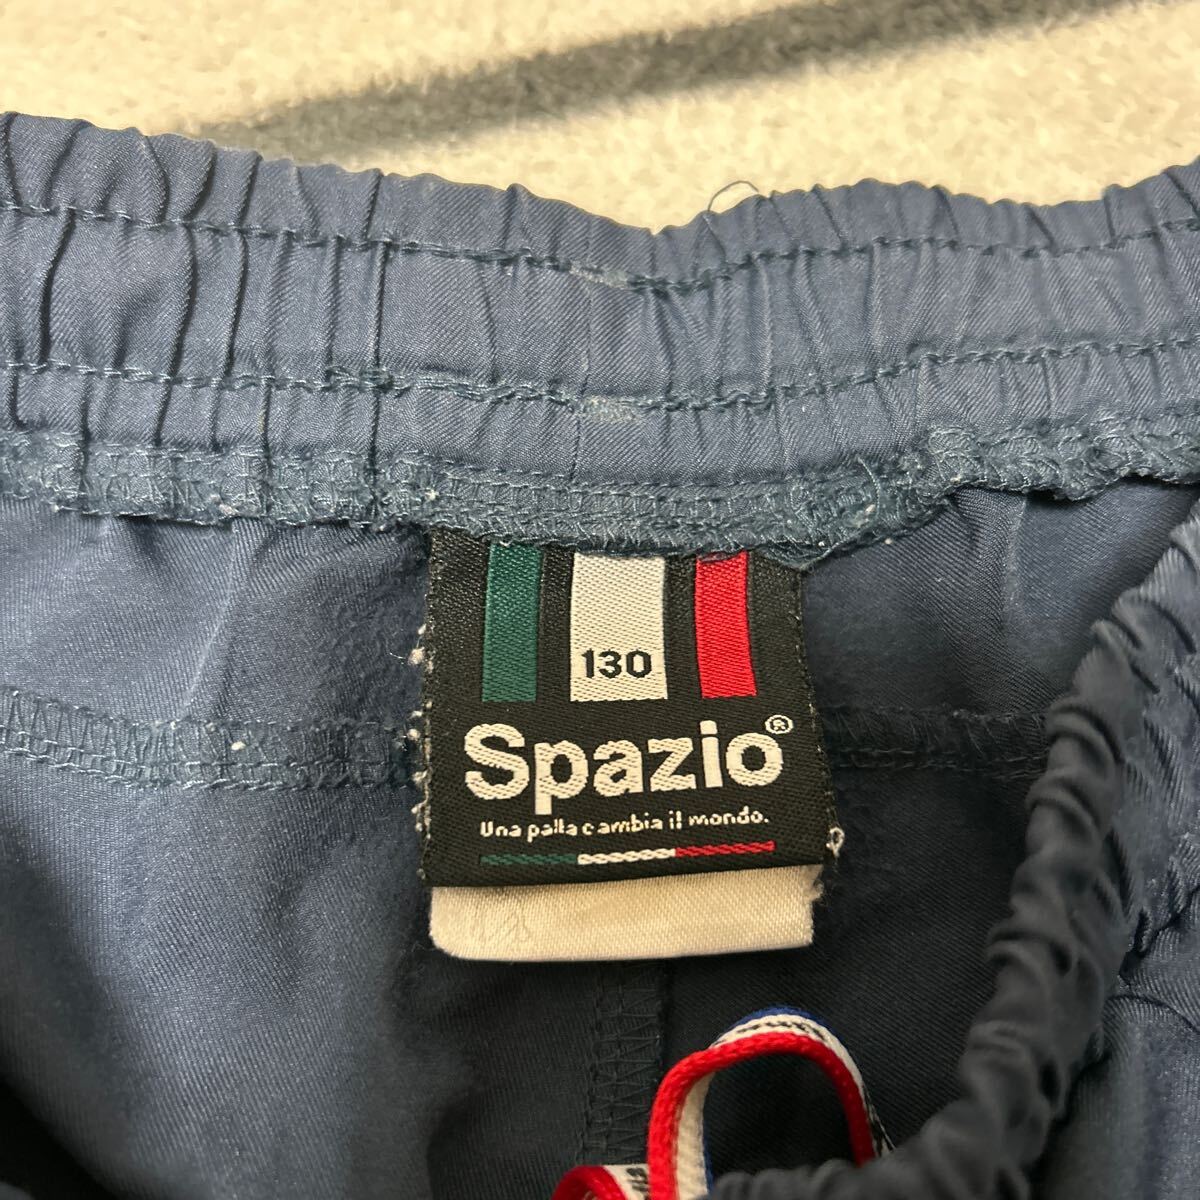 130
Spazio®
Una palla cambia il mondo.